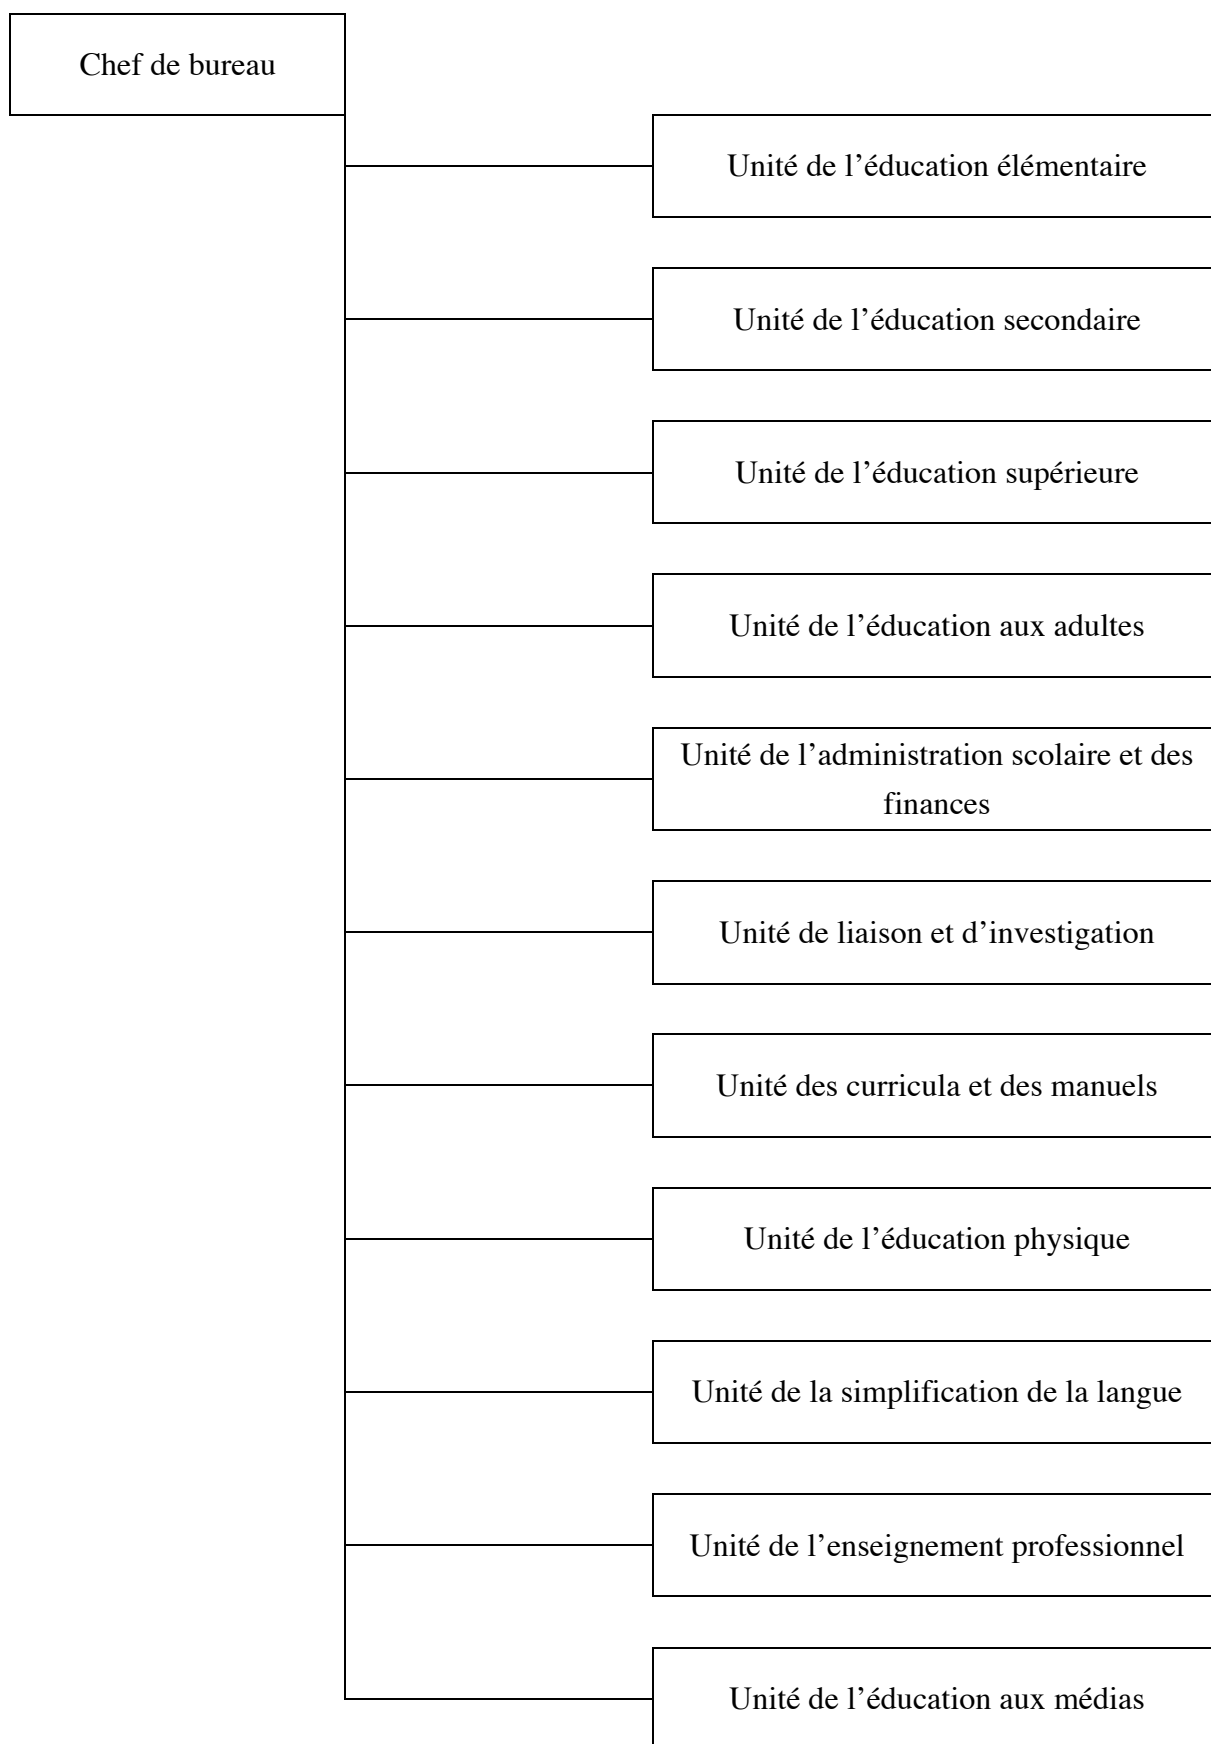 Chef de bureau
Unité de l’éducation élémentaire
Unité de l’éducation secondaire
Unité de l’éducation supérieure
Unité de l’éducation aux adultes
Unité de l’administration scolaire et des
finances
Unité de liaison et d’investigation
Unité des curricula et des manuels
Unité de l’éducation physique
Unité de la simplification de la langue
Unité de l’enseignement professionnel
Unité de l’éducation aux médias